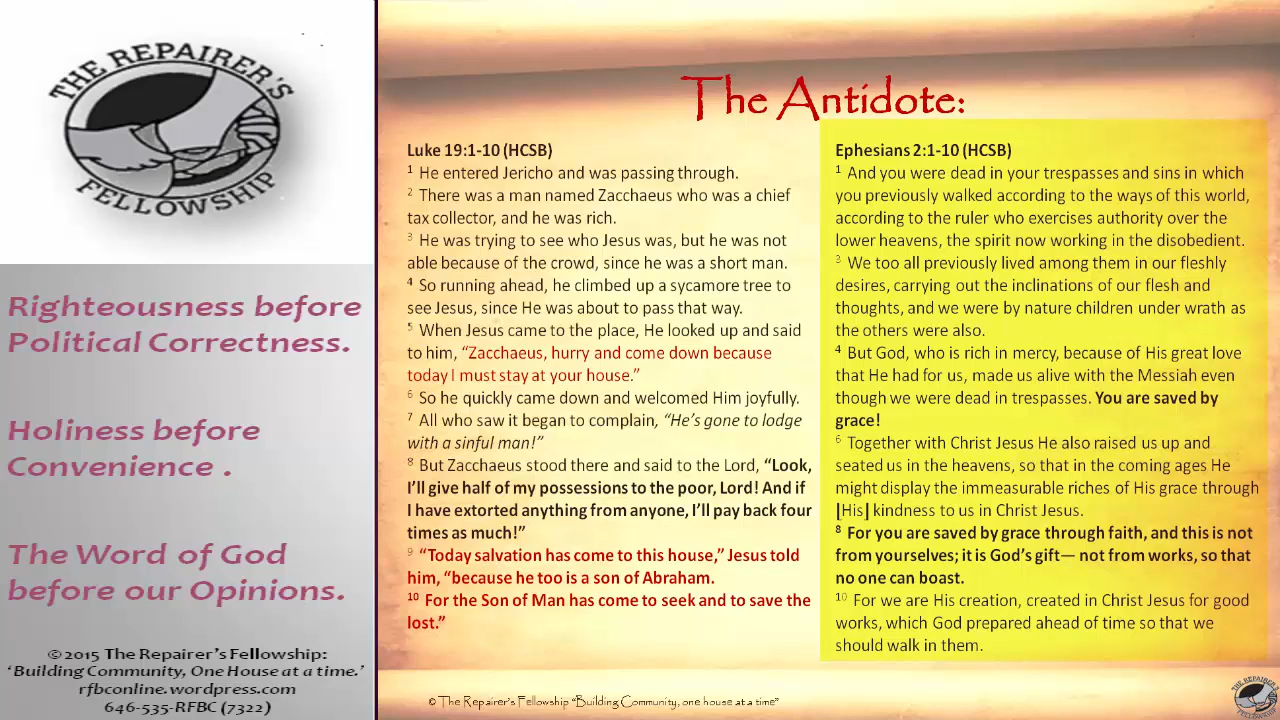 THE REPAIRER'S
FELLOWSHIP
Righteousness before
Political Correctness.
Holiness before
Convenience .
The Word of God
before our Opinions.
©2015 The Repairer's Fellowship:
'Building Community, One House at a time.'
rfbconline.wordpress.com
646-535-RFBC (7322)
The Antidote:
Luke 19:1-10 (HCSB)
1 He entered Jericho and was passing through.
2 There was a man named Zacchaeus who was a chief
tax collector, and he was rich.
3 He was trying to see who Jesus was, but he was not
able because of the crowd, since he was a short man.
4 So running ahead, he climbed up a sycamore tree to
see Jesus, since He was about to pass that way.
5 When Jesus came to the place, He looked up and said
to him, “Zacchaeus, hurry and come down because
today I must stay at your house.”
6 So he quickly came down and welcomed Him joyfully.
7 All who saw it began to complain, “He’s gone to lodge
with a sinful man!”
8 But Zacchaeus stood there and said to the Lord, “Look,
I’ll give half of my possessions to the poor, Lord! And if
I have extorted anything from anyone, I’ll pay back four
times as much!”
9 “Today salvation has come to this house,” Jesus told
him, “because he too is a son of Abraham.
10 For the Son of Man has come to seek and to save the
lost.”
Ephesians 2:1-10 (HCSB)
1 And you were dead in your trespasses and sins in which
you previously walked according to the ways of this world,
according to the ruler who exercises authority over the
lower heavens, the spirit now working in the disobedient.
3 We too all previously lived among them in our fleshly
desires, carrying out the inclinations of our flesh and
thoughts, and we were by nature children under wrath as
the others were also.
4 But God, who is rich in mercy, because of His great love
that He had for us, made us alive with the Messiah even
though we were dead in trespasses. You are saved by
grace!
6 Together with Christ Jesus He also raised us up and
seated us in the heavens, so that in the coming ages He
might display the immeasurable riches of His grace through
[His] kindness to us in Christ Jesus.
8 For you are saved by grace through faith, and this is not
from yourselves; it is God’s gift— not from works, so that
no one can boast.
10 For we are His creation, created in Christ Jesus for good
works, which God prepared ahead of time so that we
should walk in them.
© The Repairer's Fellowship "Building Community, one house at a time"
THE REPAIRER'S
FELLOWSHIP